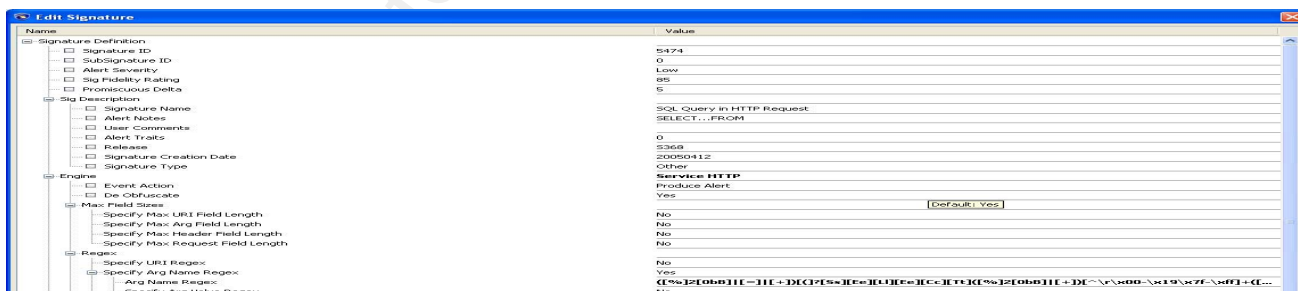 Edit Signature
Name Value
Signature Definition
Signature ID 5474
SubSignature ID 0
Alert Severity Low
Sig Fidelity Rating 85
Promiscuous Delta 5
Sig Description
Signature Name SQL Query in HTTP Request
Alert Notes SELECT...FROM
User Comments
Alert Traits 0
Release S368
Signature Creation Date 20050412
Signature Type Other
Engine Service HTTP
Event Action Produce Alert
De Obfuscate Yes
Max Field Sizes Default: Yes
Specify Max URI Field Length No
Specify Max Arg Field Length No
Specify Max Header Field Length No
Specify Max Request Field Length No
Regex
Specify URI Regex No
Specify Arg Name Regex Yes
Arg Name Regex
Specify Arg Value Regex No